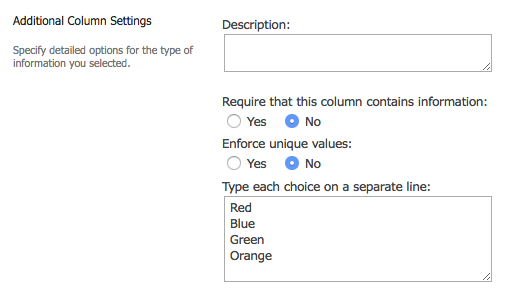 Additional Column Settings
Specify detailed options for the type of
information you selected.
Description:
Require that this column contains information:
Yes No
Enforce unique values:
Yes No
Type each choice on a separate line:
Red
Blue
Green
Orange